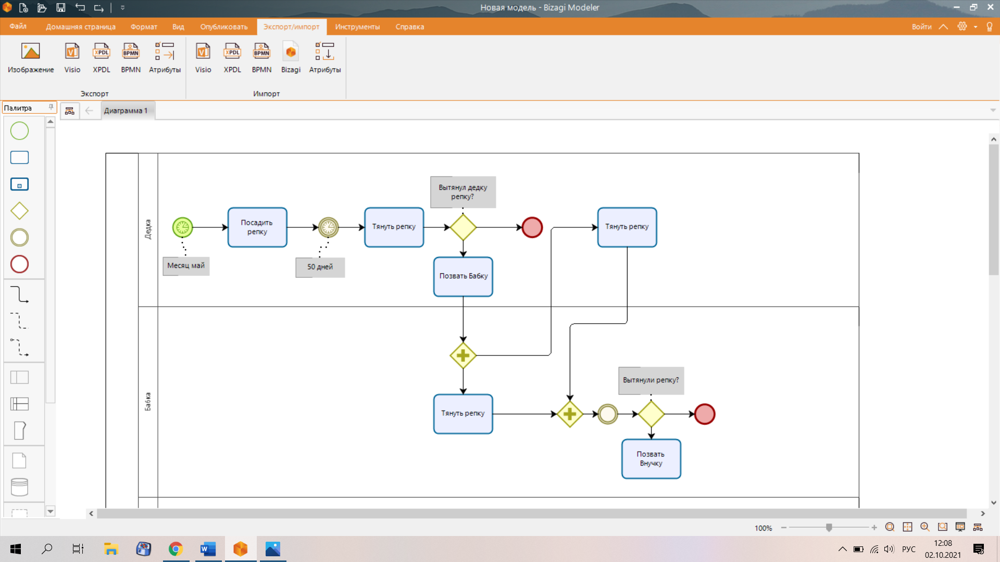 Новая модель - Bizagi Modeler
Файл
Домашняя страница
Формат
Вид
Опубликовать
Экспорт/импорт
Инструменты
Справка
Войти
Изображение
Visio
XPDL
BPMN
Атрибуты
Visio
XPDL
BPMN
Bizagi
Атрибуты
Экспорт
Импорт
Палитра
Диаграмма 1
Дедка
Вытянул дедку
репку?
Посадить
репку
Тянуть репку
Тянуть репку
Месяц май
50 дней
Позвать Бабку
Бабка
Вытянули репку?
Тянуть репку
Позвать
Внучку
100%
РУС
12:08
02.10.2021